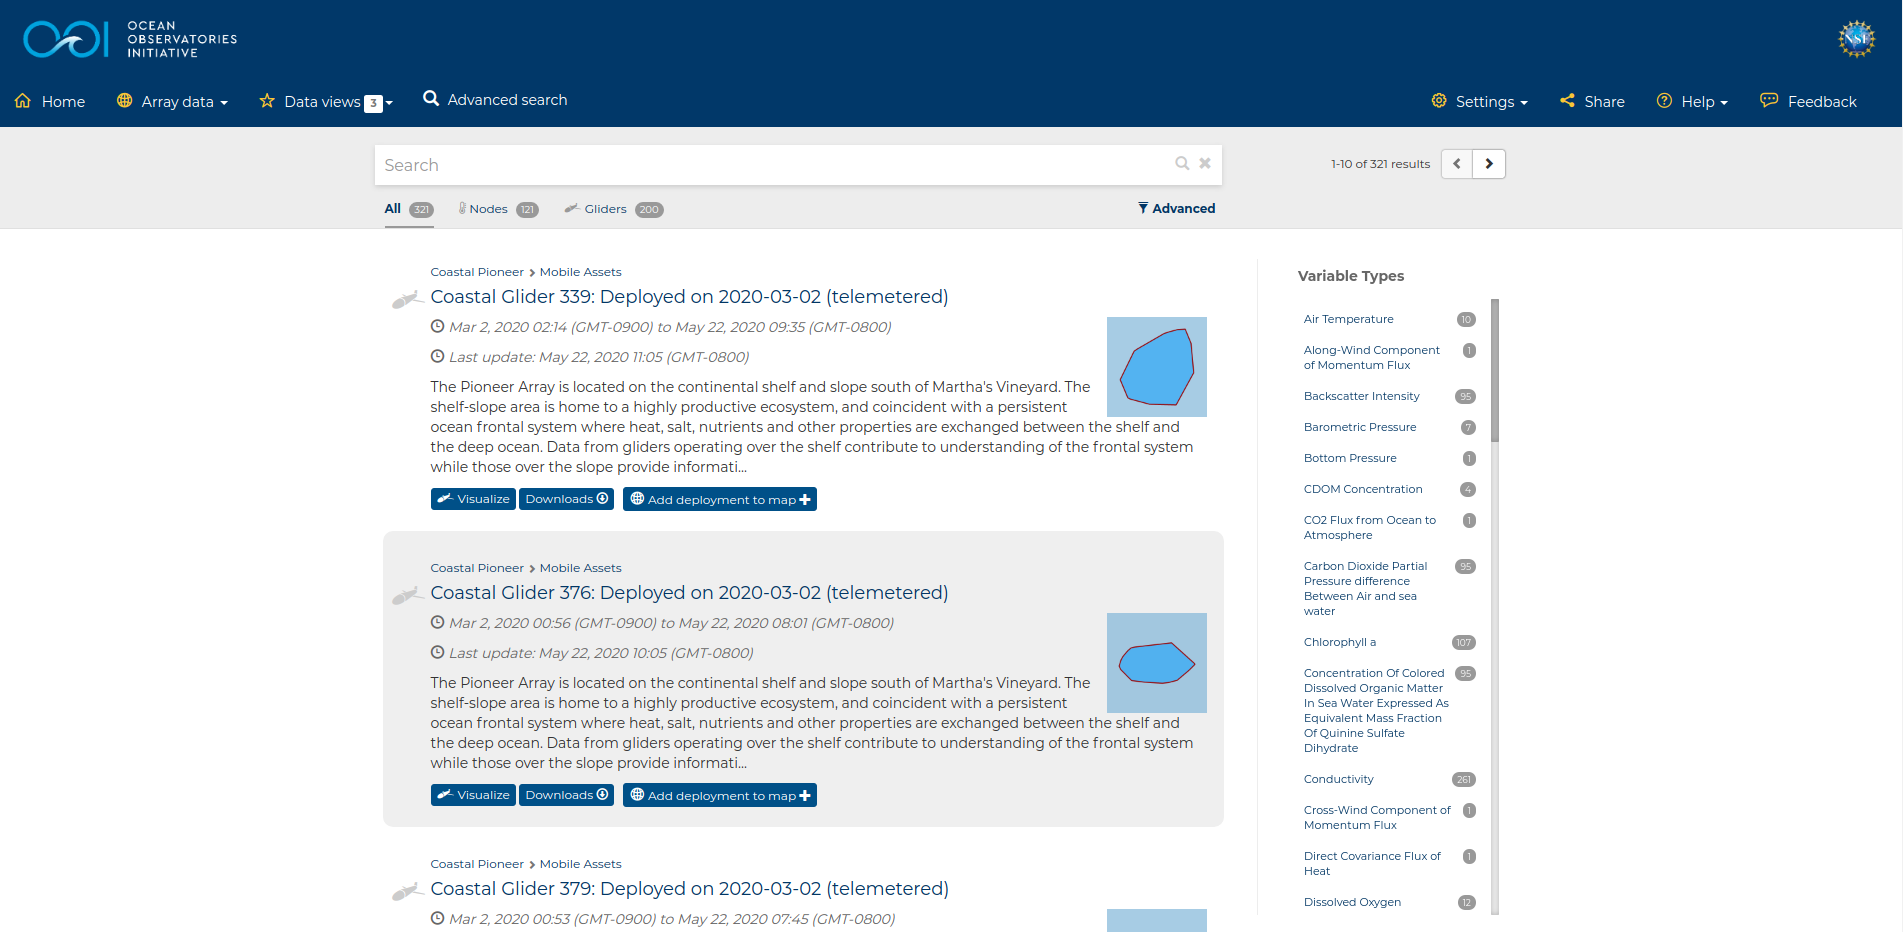 OCEAN
OBSERVATORIES
INITIATIVE
NSF
Home
Array data
Data views 3
Advanced search
Settings
Share
Help
Feedback
Search
1-10 of 321 results
All 321
Nodes 121
Gliders 200
Advanced
Coastal Pioneer > Mobile Assets
Coastal Glider 339: Deployed on 2020-03-02 (telemetered)
Mar 2, 2020 02:14 (GMT-0900) to May 22, 2020 09:35 (GMT-0800)
Last update: May 22, 2020 11:05 (GMT-0800)
The Pioneer Array is located on the continental shelf and slope south of Martha's Vineyard. The
shelf-slope area is home to a highly productive ecosystem, and coincident with a persistent
ocean frontal system where heat, salt, nutrients and other properties are exchanged between the shelf and
the deep ocean. Data from gliders operating over the shelf contribute to understanding of the frontal system
while those over the slope provide informati...
Visualize
Downloads
Add deployment to map
Coastal Pioneer > Mobile Assets
Coastal Glider 376: Deployed on 2020-03-02 (telemetered)
Mar 2, 2020 00:56 (GMT-0900) to May 22, 2020 08:01 (GMT-0800)
Last update: May 22, 2020 10:05 (GMT-0800)
The Pioneer Array is located on the continental shelf and slope south of Martha's Vineyard. The
shelf-slope area is home to a highly productive ecosystem, and coincident with a persistent
ocean frontal system where heat, salt, nutrients and other properties are exchanged between the shelf and
the deep ocean. Data from gliders operating over the shelf contribute to understanding of the frontal system
while those over the slope provide informati...
Visualize
Downloads
Add deployment to map
Coastal Pioneer > Mobile Assets
Coastal Glider 379: Deployed on 2020-03-02 (telemetered)
Mar 2, 2020 00:53 (GMT-0900) to May 22, 2020 07:45 (GMT-0800)
Variable Types
Air Temperature 10
Along-Wind Component 1
of Momentum Flux
Backscatter Intensity 95
Barometric Pressure 7
Bottom Pressure 1
CDOM Concentration 4
CO2 Flux from Ocean to 1
Atmosphere
Carbon Dioxide Partial 95
Pressure difference
Between Air and sea
water
Chlorophyll a 107
Concentration Of Colored 95
Dissolved Organic Matter
In Sea Water Expressed As
Equivalent Mass Fraction
Of Quinine Sulfate
Dihydrate
Conductivity 261
Cross-Wind Component of 1
Momentum Flux
Direct Covariance Flux of 1
Heat
Dissolved Oxygen 12